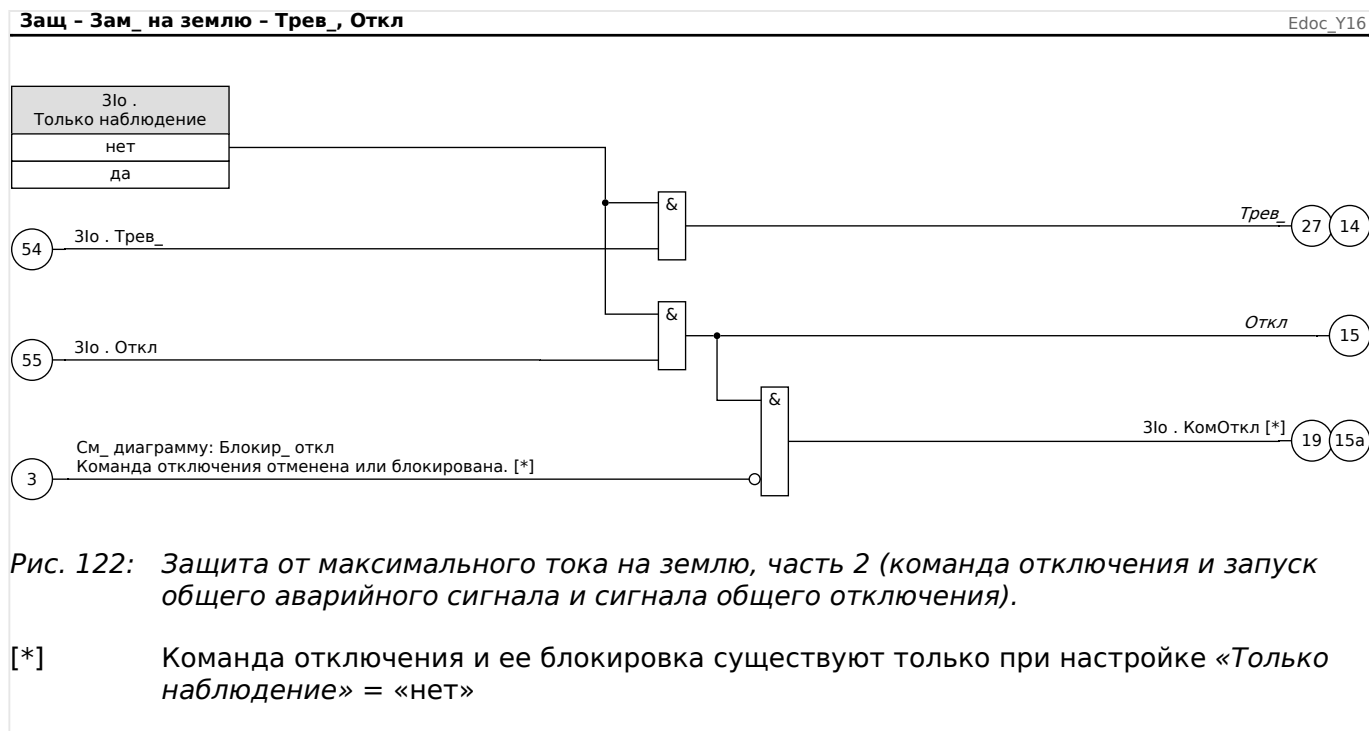 Защ – Зам_ на землю – Трев_, Откл
Edoc_Y16
3Io .
Только наблюдение
нет
да
&
Трев_
27
14
54
3Io . Трев_
&
Откл
15
55
3Io . Откл
&
3Io . КомОткл [*]
19
15a
См_ диаграмму: Блокир_ откл
Команда отключения отменена или блокирована. [*]
3
Рис. 122: Защита от максимального тока на землю, часть 2 (команда отключения и запуск
общего аварийного сигнала и сигнала общего отключения).
[*] Команда отключения и ее блокировка существуют только при настройке «Только
наблюдение» = «нет»